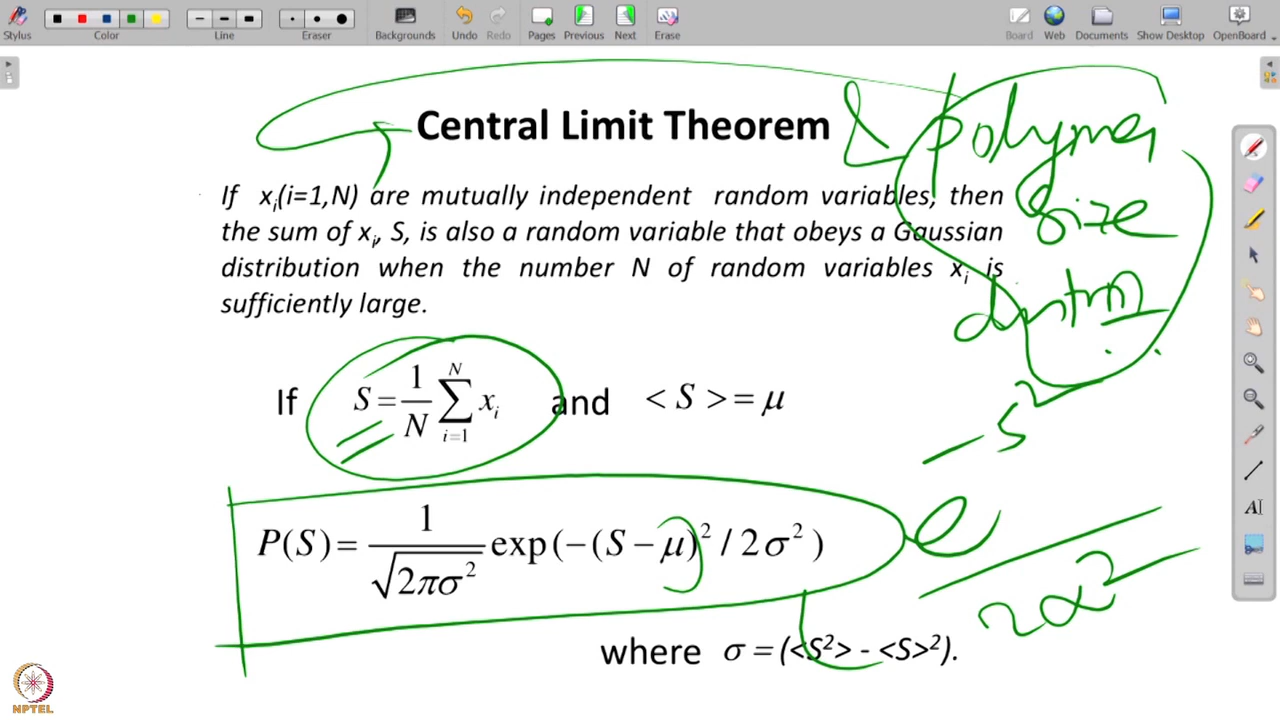 Stylus
Color
Line
Eraser
Backgrounds
Undo
Redo
Pages
Previous
Next
Erase
Board
Web
Documents
Show Desktop
OpenBoard
Central Limit Theorem
& polymer
size
If x_i(i=1,N) are mutually independent random variables, then
the sum of x_i, S, is also a random variable that obeys a Gaussian
distribution when the number N of random variables x_i is
sufficiently large.
If S = 1/N ∑_{i=1}^{N} x_i and < S > = μ
P(S) = 1/√(2πσ²) exp(−(S − μ)² / 2σ²)
e
−S²
2α²
where σ = (<S²> - <S>²).
NPTEL